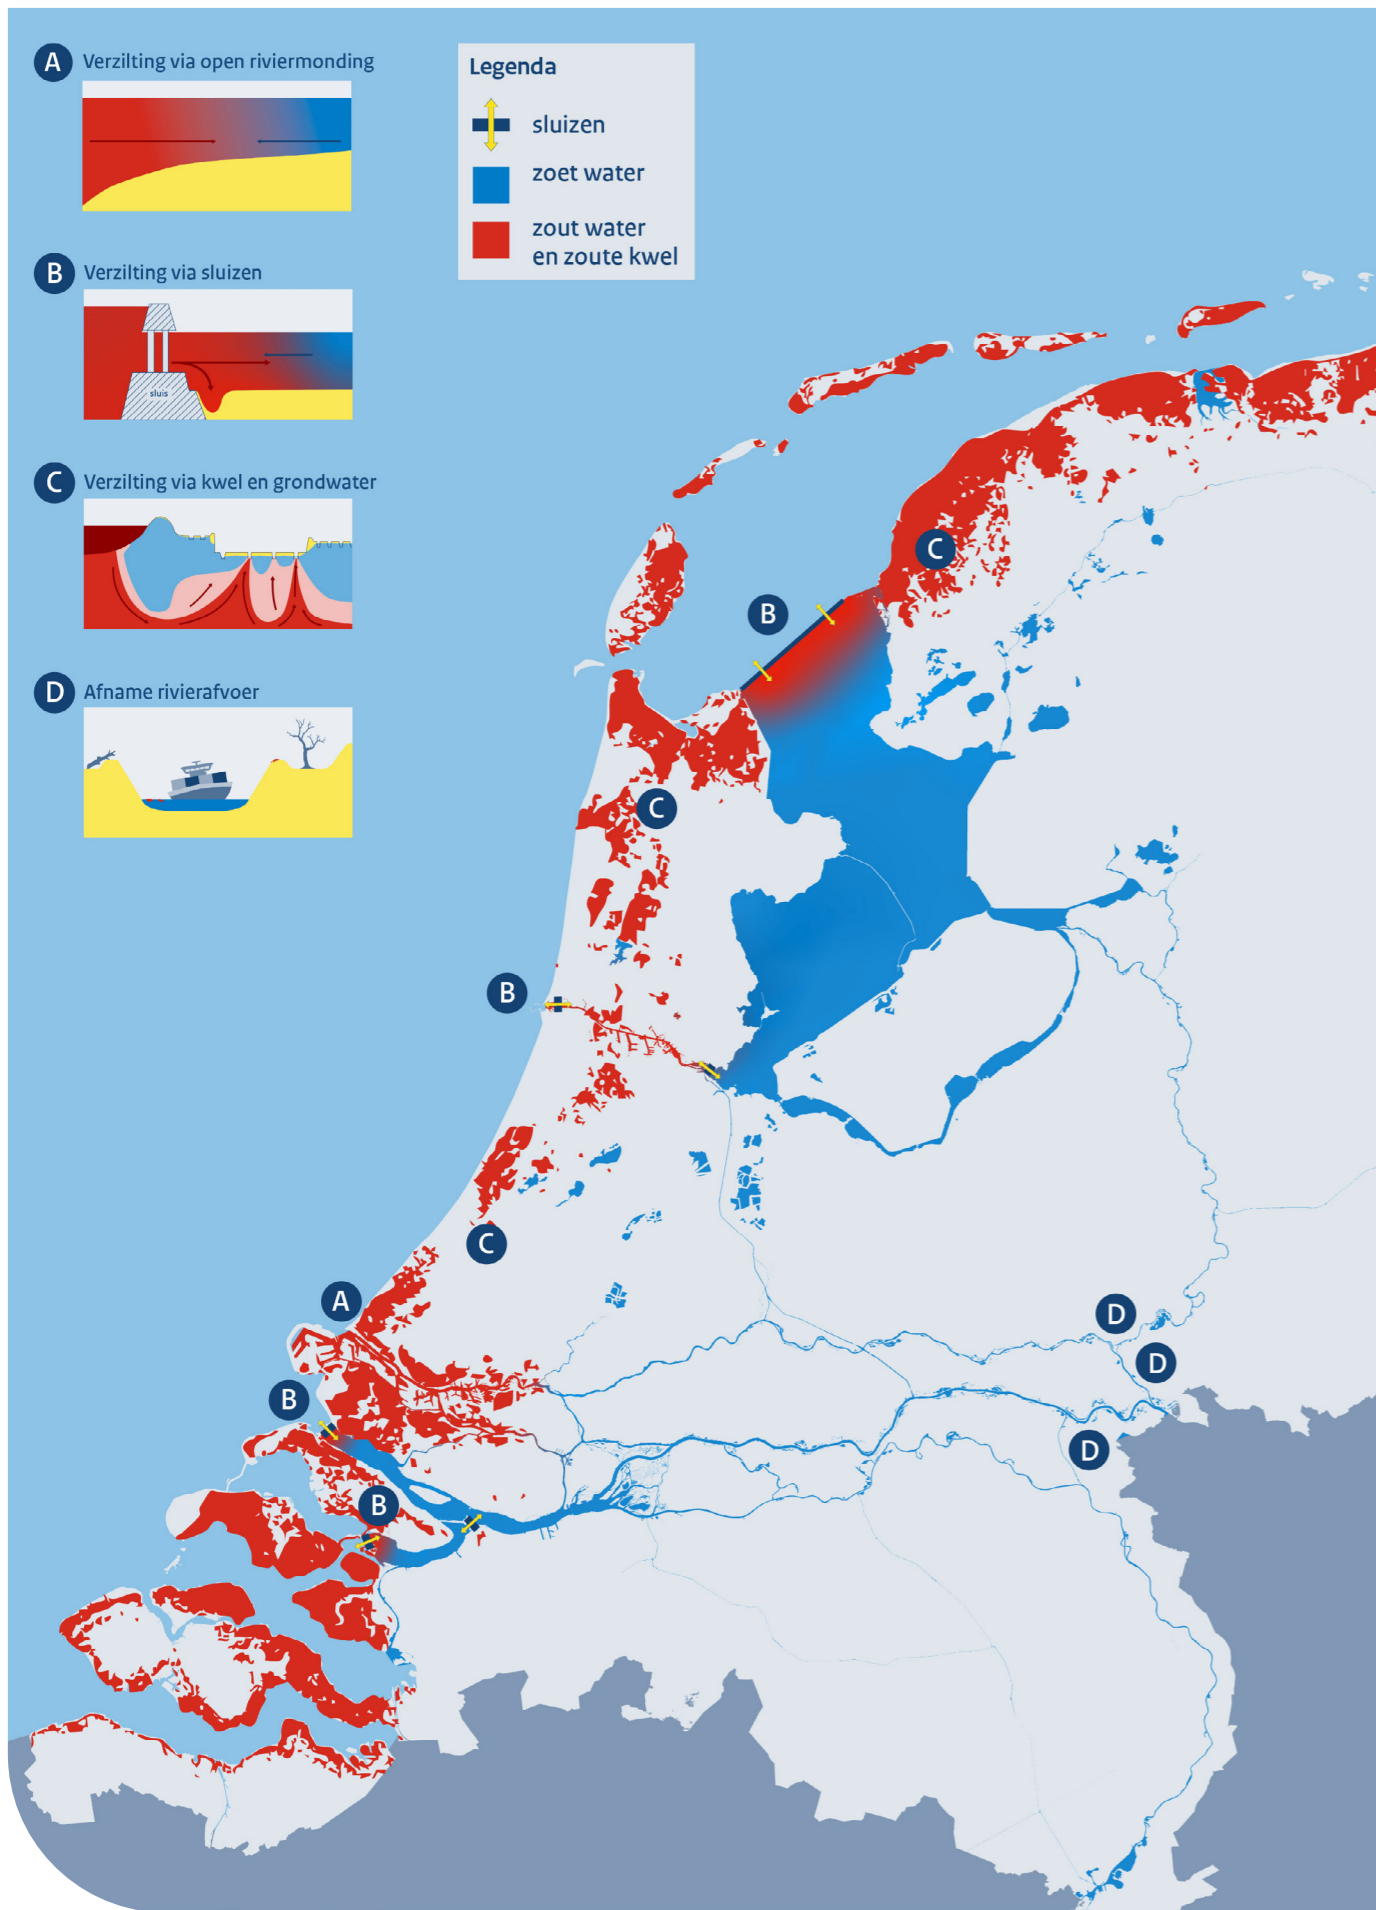 A Verzilting via open riviermonding
B Verzilting via sluizen
sluis
C Verzilting via kwel en grondwater
D Afname rivierafvoer
Legenda
sluizen
zoet water
zout water
en zoute kwel
C
B
C
B
C
A
D
D
B
D
B